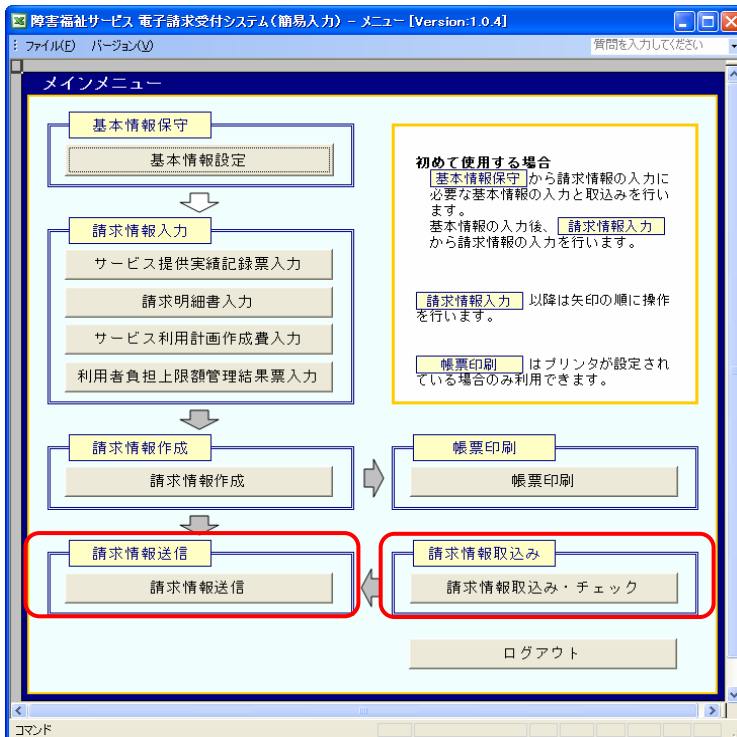 障害福祉サービス 電子請求受付システム(簡易入力) - メニュー [Version:1.0.4]
ファイル(F) バージョン(V)
質問を入力してください
メインメニュー
基本情報保守
基本情報設定
請求情報入力
サービス提供実績記録票入力
請求明細書入力
サービス利用計画作成費入力
利用者負担上限額管理結果票入力
初めて使用する場合
基本情報保守 から請求情報の入力に
必要な基本情報の入力と取込みを行い
ます。
基本情報の入力後、 請求情報入力
から請求情報の入力を行います。
請求情報入力 以降は矢印の順に操作
を行います。
帳票印刷 はプリンタが設定され
ている場合のみ利用できます。
請求情報作成
請求情報作成
帳票印刷
帳票印刷
請求情報送信
請求情報送信
請求情報取込み
請求情報取込み・チェック
ログアウト
コマンド